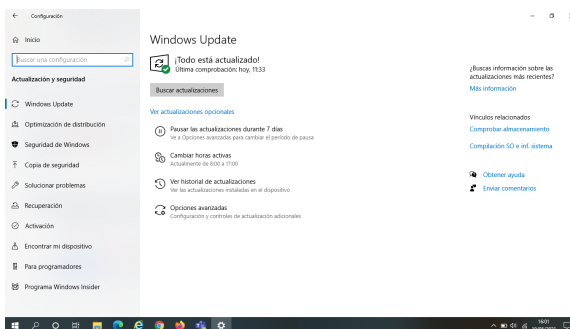 Configuración
Inicio
Buscar una configuración
Actualización y seguridad
Windows Update
Optimización de distribución
Seguridad de Windows
Copia de seguridad
Solucionar problemas
Recuperación
Activación
Encontrar mi dispositivo
Para programadores
Programa Windows Insider
Windows Update
¡Todo está actualizado!
Última comprobación: hoy, 11:33
Buscar actualizaciones
Ver actualizaciones opcionales
Pausar las actualizaciones durante 7 días
Ve a Opciones avanzadas para cambiar el período de pausa
Cambiar horas activas
Actualmente de 8:00 a 17:00
Ver historial de actualizaciones
Ver las actualizaciones instaladas en el dispositivo
Opciones avanzadas
Configuración y controles de actualización adicionales
¿Buscas información sobre las
actualizaciones más recientes?
Más información
Vínculos relacionados
Comprobar almacenamiento
Compilación SO e inf. sistema
Obtener ayuda
Enviar comentarios
16:01